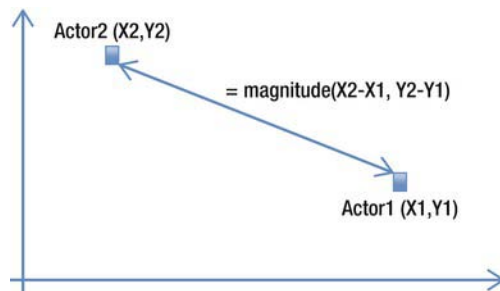 Actor2 (X2,Y2)
= magnitude(X2-X1, Y2-Y1)
Actor1 (X1,Y1)